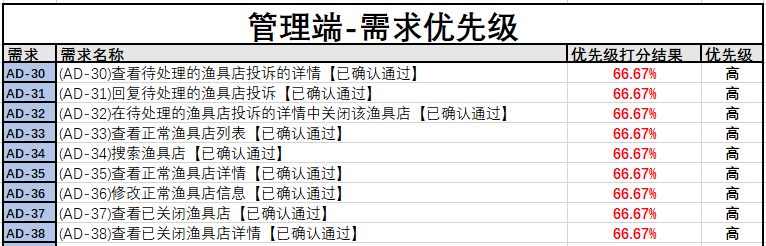 管理端-需求优先级
需求 需求名称 优先级打分结果 优先级
AD-30 (AD-30)查看待处理的渔具店投诉的详情【已确认通过】 66.67% 高
AD-31 (AD-31)回复待处理的渔具店投诉【已确认通过】 66.67% 高
AD-32 (AD-32)在待处理的渔具店投诉的详情中关闭该渔具店【已确认通过】 66.67% 高
AD-33 (AD-33)查看正常渔具店列表【已确认通过】 66.67% 高
AD-34 (AD-34)搜索渔具店【已确认通过】 66.67% 高
AD-35 (AD-35)查看正常渔具店详情【已确认通过】 66.67% 高
AD-36 (AD-36)修改正常渔具店信息【已确认通过】 66.67% 高
AD-37 (AD-37)查看已关闭渔具店【已确认通过】 66.67% 高
AD-38 (AD-38)查看已关闭渔具店详情【已确认通过】 66.67% 高